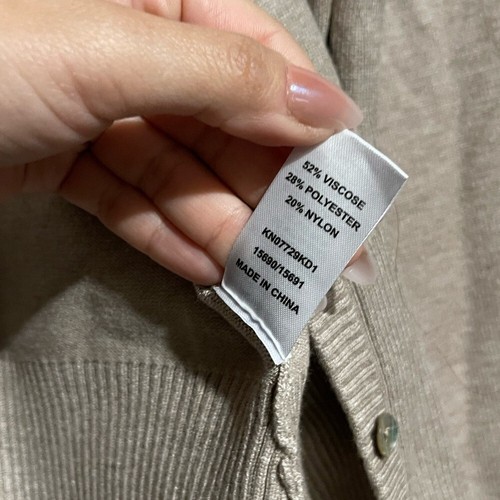 52% VISCOSE
28% POLYESTER
20% NYLON
KN07729KD1
15690/15691
MADE IN CHINA